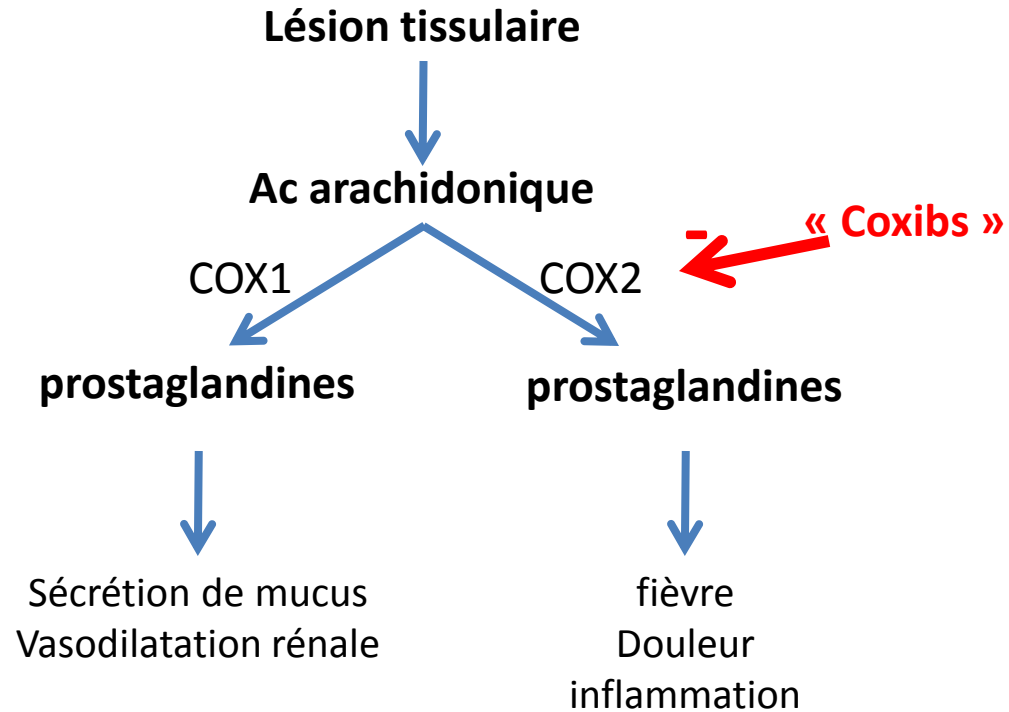 Lésion tissulaire
Ac arachidonique
-
« Coxibs »
COX1
COX2
prostaglandines
prostaglandines
Sécrétion de mucus
Vasodilatation rénale
fièvre
Douleur
inflammation